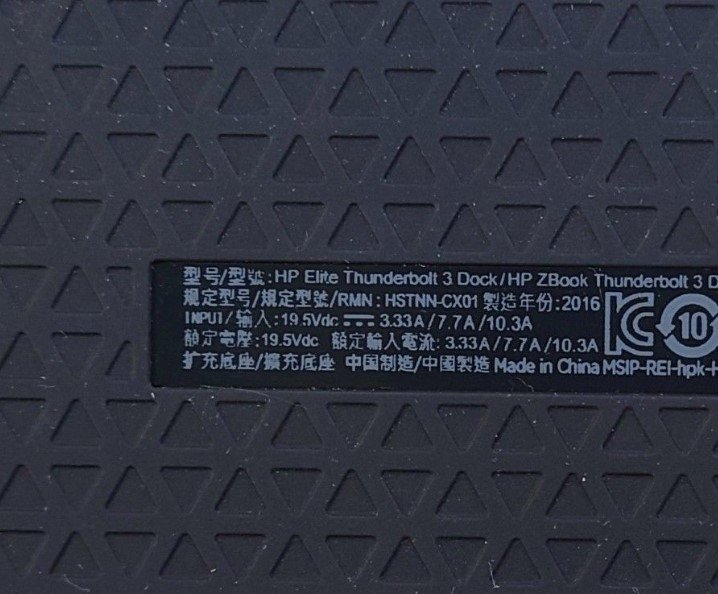 型号/型號:HP Elite Thunderbolt 3 Dock/HP ZBook Thunderbolt 3 D
规定型号/規定型號/RMN : HSTNN-CX01 製造年份:2016
INPUT/输入:19.5Vdc ⎓ 3.33A/7.7A/10.3A
額定電壓:19.5Vdc 額定輸入電流: 3.33A/7.7A/10.3A
扩充底座/擴充底座 中国制造/中國製造 Made in China MSIP-REI-hpk-H
10